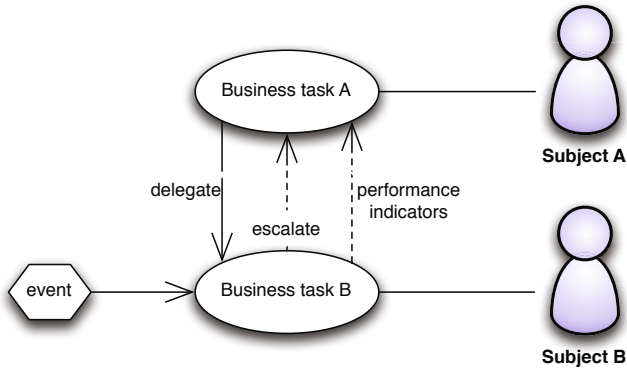 Business task A
Subject A
delegate
performance
indicators
escalate
event
Business task B
Subject B